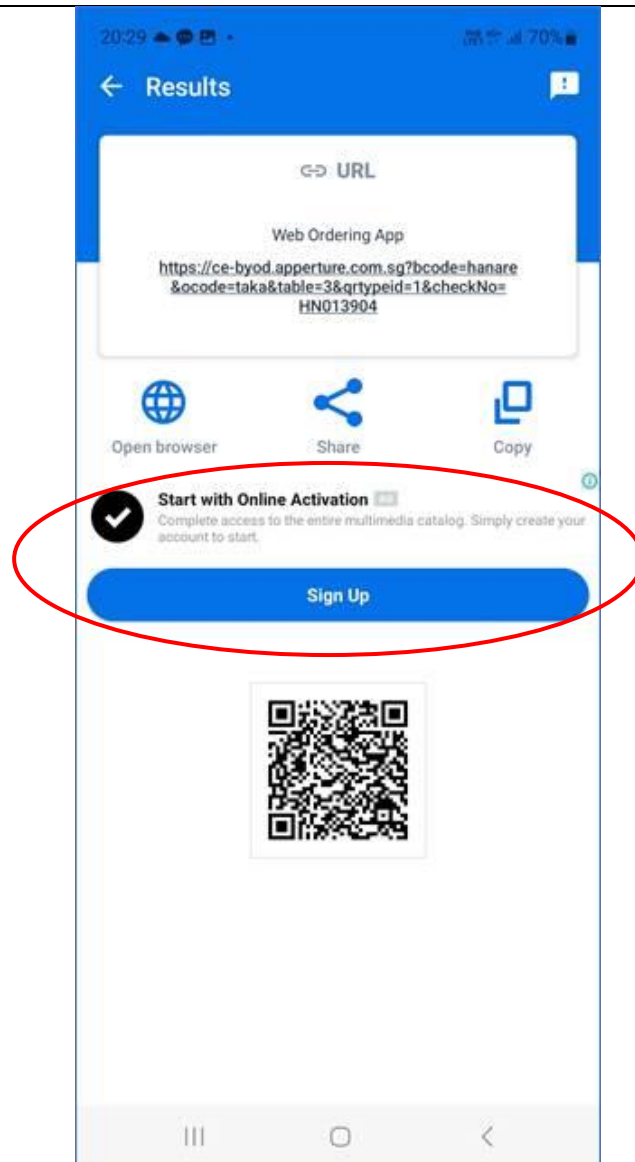 20:29
70%
Results
URL
Web Ordering App
https://ce-byod.apperture.com.sg?bcode=hanare
&ocode=taka&table=3&qrtypeid=1&checkNo=
HN013904
Open browser Share Copy
Start with Online Activation
Complete access to the entire multimedia catalog. Simply create your
account to start.
Sign Up